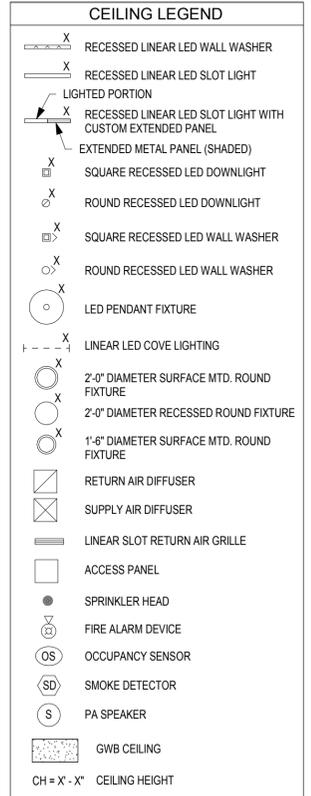 CEILING LEGEND
X
RECESSED LINEAR LED WALL WASHER
X
RECESSED LINEAR LED SLOT LIGHT
LIGHTED PORTION
X
RECESSED LINEAR LED SLOT LIGHT WITH
CUSTOM EXTENDED PANEL
EXTENDED METAL PANEL (SHADED)
X
SQUARE RECESSED LED DOWNLIGHT
X
ROUND RECESSED LED DOWNLIGHT
X
SQUARE RECESSED LED WALL WASHER
X
ROUND RECESSED LED WALL WASHER
X
LED PENDANT FIXTURE
X
LINEAR LED COVE LIGHTING
X
2'-0" DIAMETER SURFACE MTD. ROUND
FIXTURE
X
2'-0" DIAMETER RECESSED ROUND FIXTURE
X
1'-6" DIAMETER SURFACE MTD. ROUND
FIXTURE
RETURN AIR DIFFUSER
SUPPLY AIR DIFFUSER
LINEAR SLOT RETURN AIR GRILLE
ACCESS PANEL
SPRINKLER HEAD
FIRE ALARM DEVICE
OS OCCUPANCY SENSOR
SD SMOKE DETECTOR
S PA SPEAKER
GWB CEILING
CH = X' - X" CEILING HEIGHT